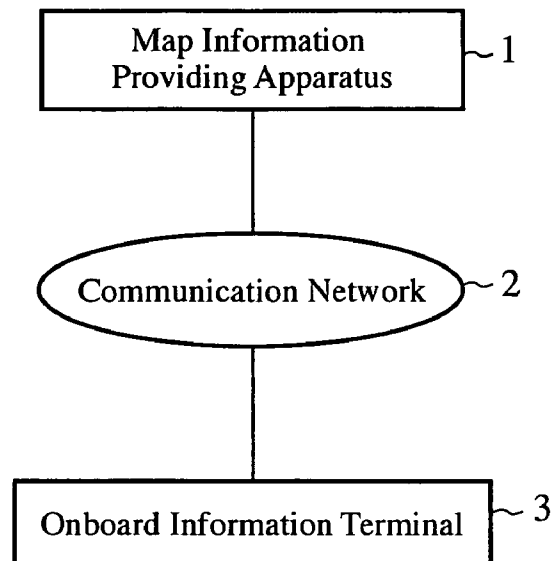 Map Information
Providing Apparatus
1
Communication Network
2
Onboard Information Terminal
3